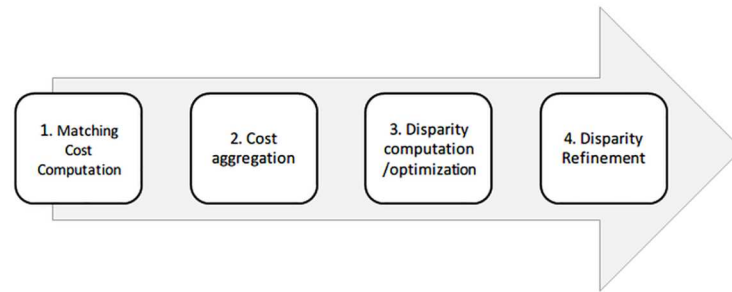 1. Matching
Cost
Computation
2. Cost
aggregation
3. Disparity
computation
/optimization
4. Disparity
Refinement